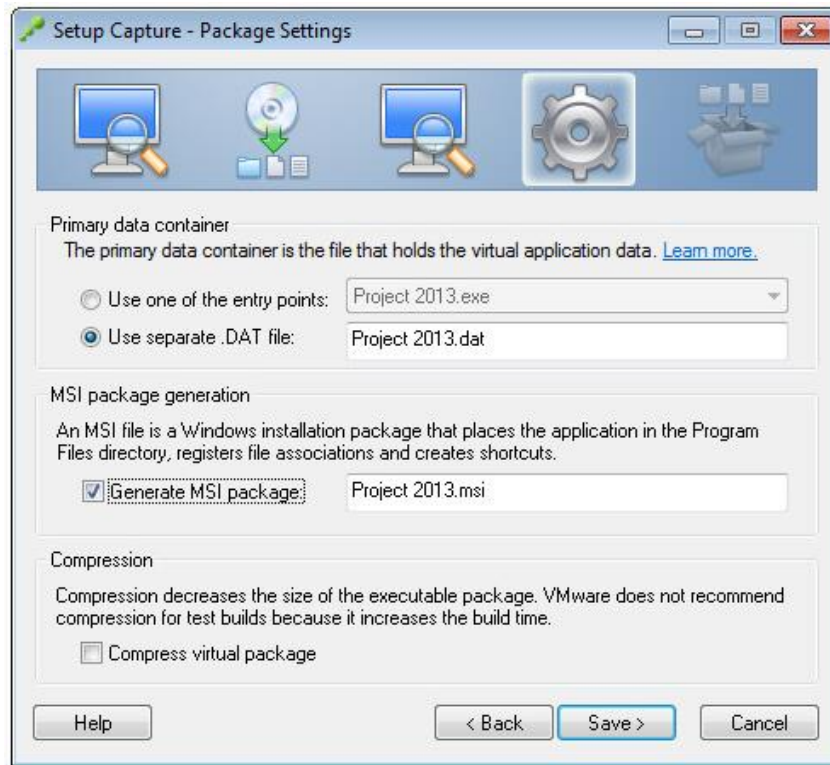 Setup Capture - Package Settings
Primary data container
The primary data container is the file that holds the virtual application data. Learn more.
Use one of the entry points: Project 2013.exe
Use separate .DAT file: Project 2013.dat
MSI package generation
An MSI file is a Windows installation package that places the application in the Program
Files directory, registers file associations and creates shortcuts.
Generate MSI package: Project 2013.msi
Compression
Compression decreases the size of the executable package. VMware does not recommend
compression for test builds because it increases the build time.
Compress virtual package
Help < Back Save > Cancel